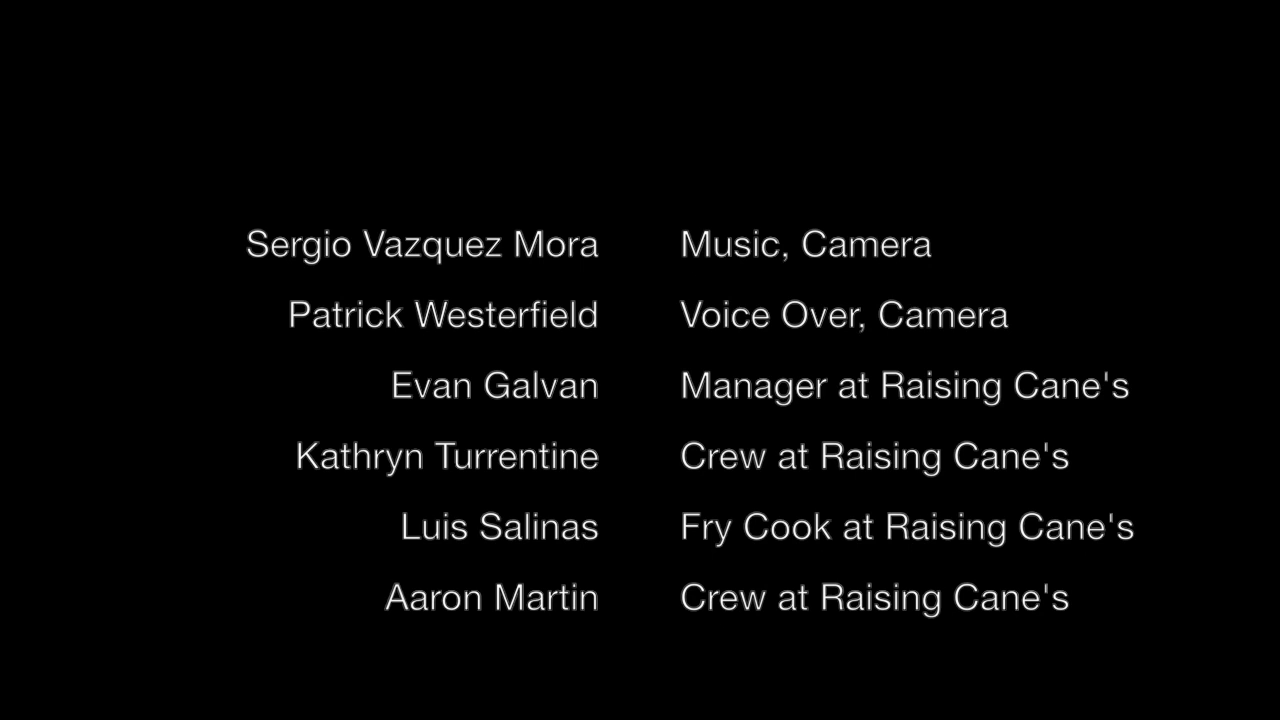 Sergio Vazquez Mora Music, Camera
Patrick Westerfield Voice Over, Camera
Evan Galvan Manager at Raising Cane's
Kathryn Turrentine Crew at Raising Cane's
Luis Salinas Fry Cook at Raising Cane's
Aaron Martin Crew at Raising Cane's